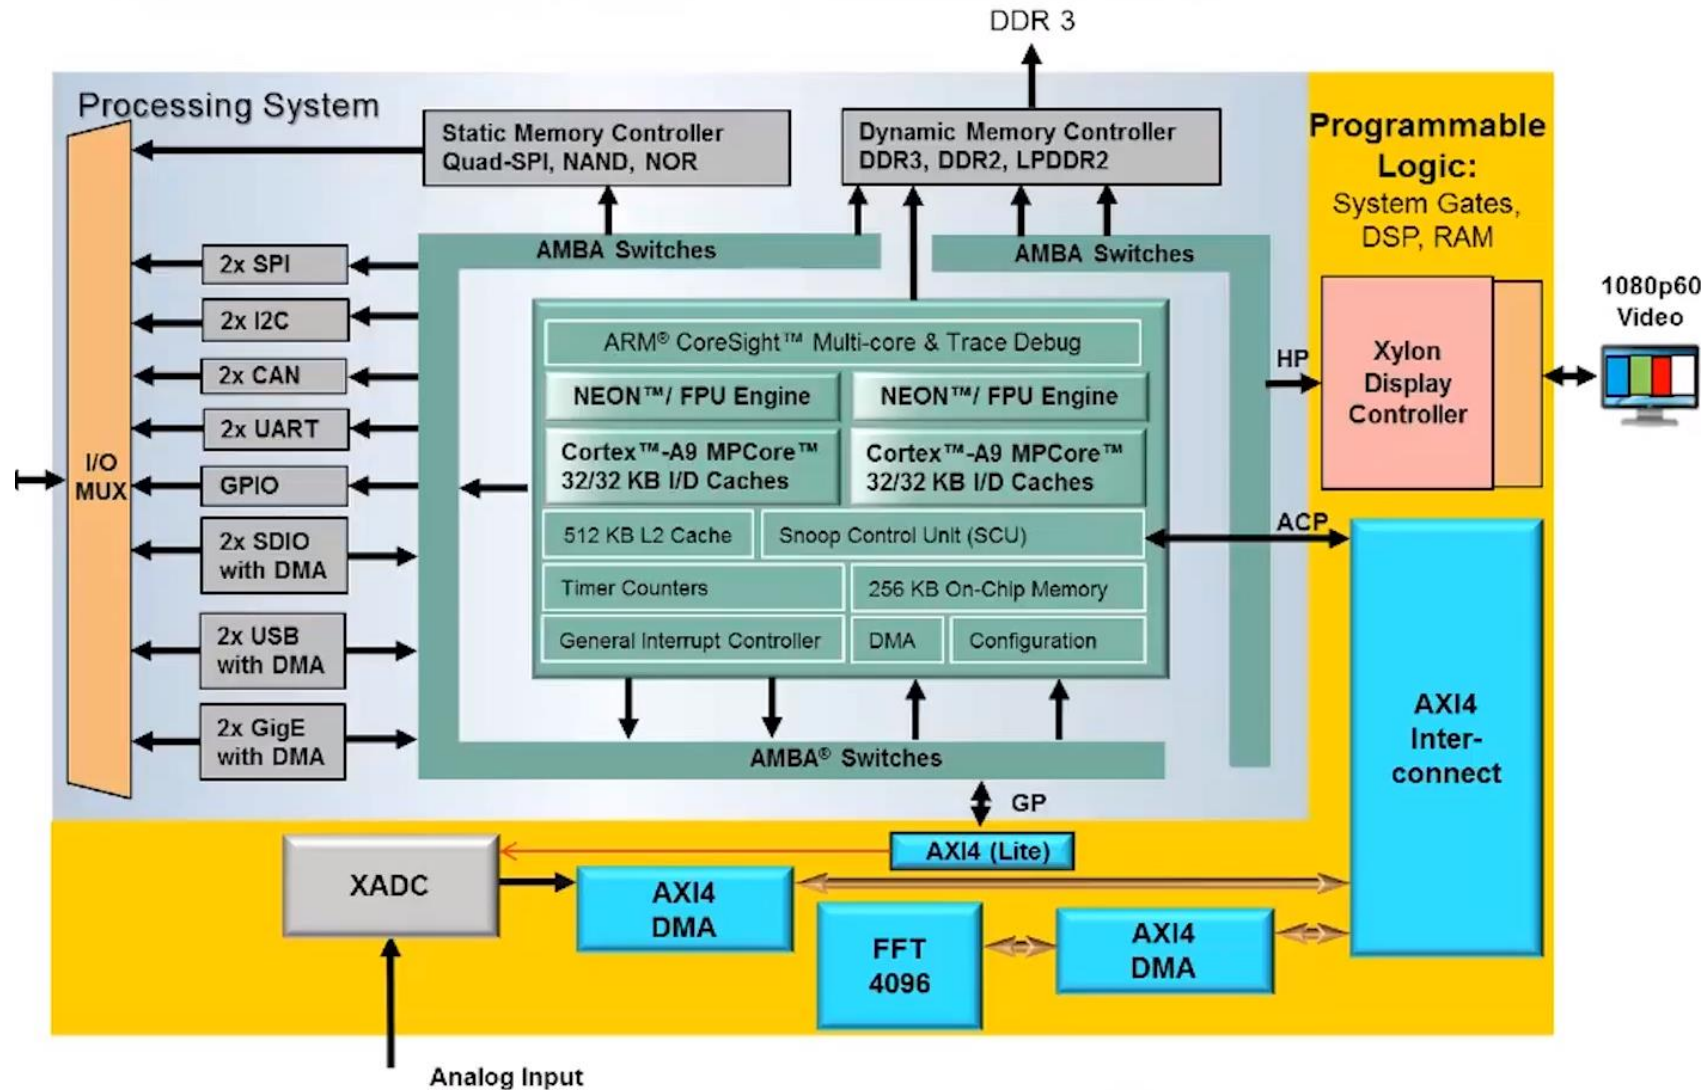 DDR 3
Processing System
Static Memory Controller
Quad-SPI, NAND, NOR
Dynamic Memory Controller
DDR3, DDR2, LPDDR2
Programmable
Logic:
System Gates,
DSP, RAM
AMBA Switches
AMBA Switches
2x SPI
2x I2C
2x CAN
2x UART
GPIO
2x SDIO
with DMA
2x USB
with DMA
2x GigE
with DMA
I/O
MUX
ARM® CoreSight™ Multi-core & Trace Debug
NEON™/ FPU Engine
NEON™/ FPU Engine
Cortex™-A9 MPCore™
32/32 KB I/D Caches
Cortex™-A9 MPCore™
32/32 KB I/D Caches
512 KB L2 Cache
Snoop Control Unit (SCU)
Timer Counters
256 KB On-Chip Memory
General Interrupt Controller
DMA
Configuration
AMBA® Switches
HP
Xylon
Display
Controller
1080p60
Video
ACP
AXI4
Inter-
connect
GP
AXI4 (Lite)
XADC
AXI4
DMA
FFT
4096
AXI4
DMA
Analog Input